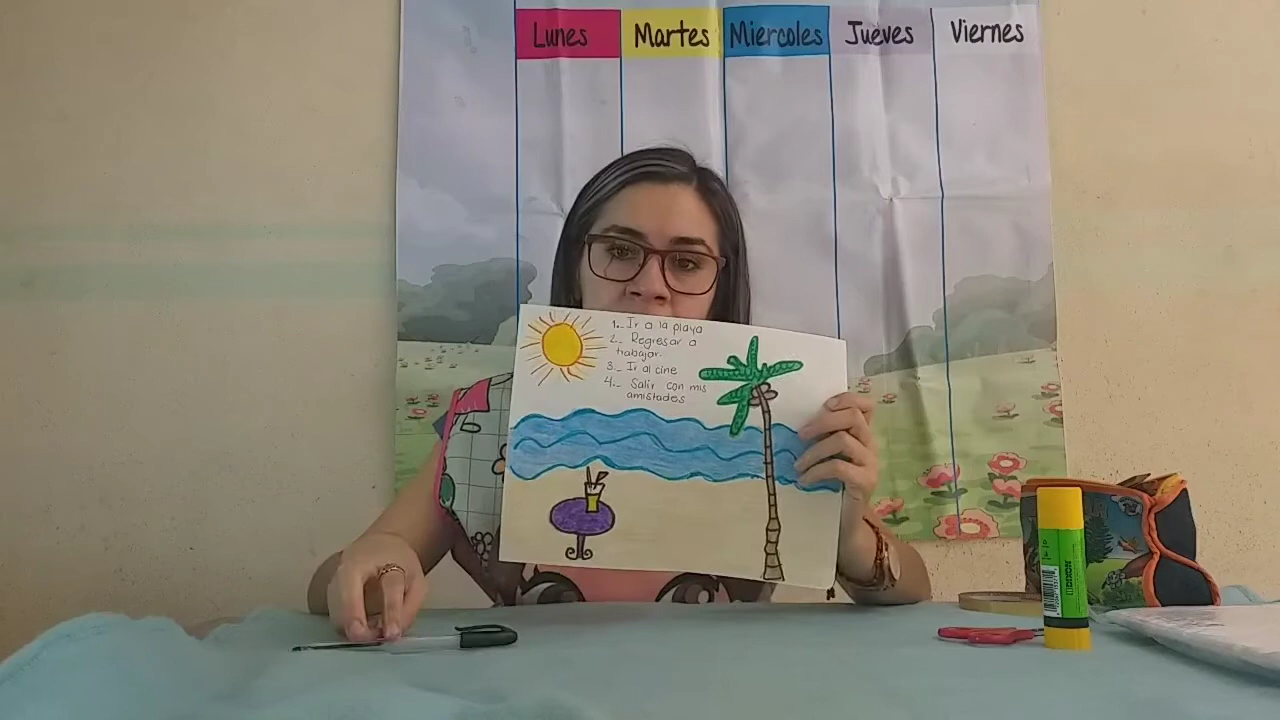 Lunes Martes Miercoles Jueves Viernes
1._ Ir a la playa
2._ Regresar a
trabajar.
3._ Ir al cine
4._ Salir con mis
amistades
DIXON